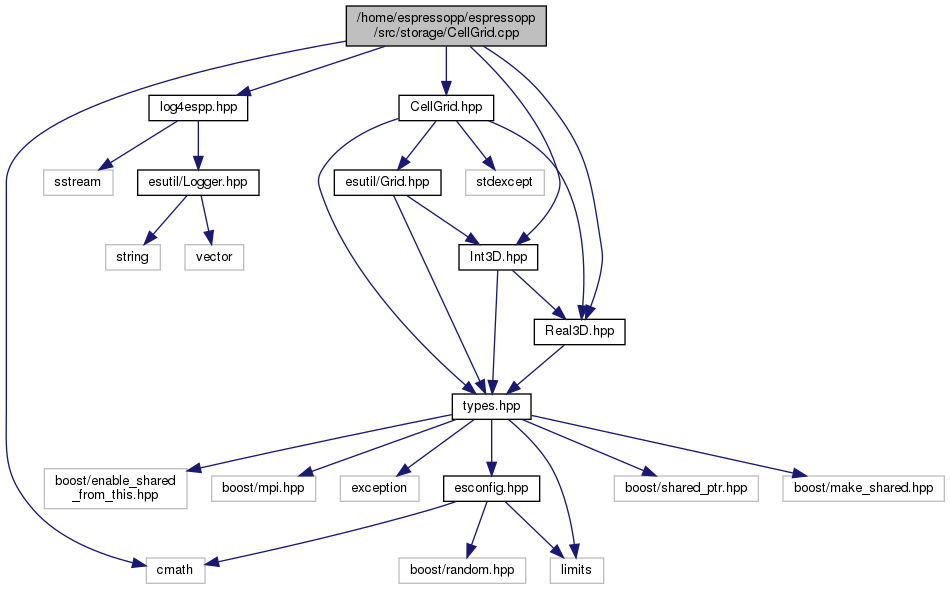 /home/espressopp/espressopp
/src/storage/CellGrid.cpp
log4espp.hpp
CellGrid.hpp
sstream
esutil/Logger.hpp
esutil/Grid.hpp
stdexcept
string
vector
Int3D.hpp
Real3D.hpp
types.hpp
boost/enable_shared
_from_this.hpp
boost/mpi.hpp
exception
esconfig.hpp
boost/shared_ptr.hpp
boost/make_shared.hpp
cmath
boost/random.hpp
limits